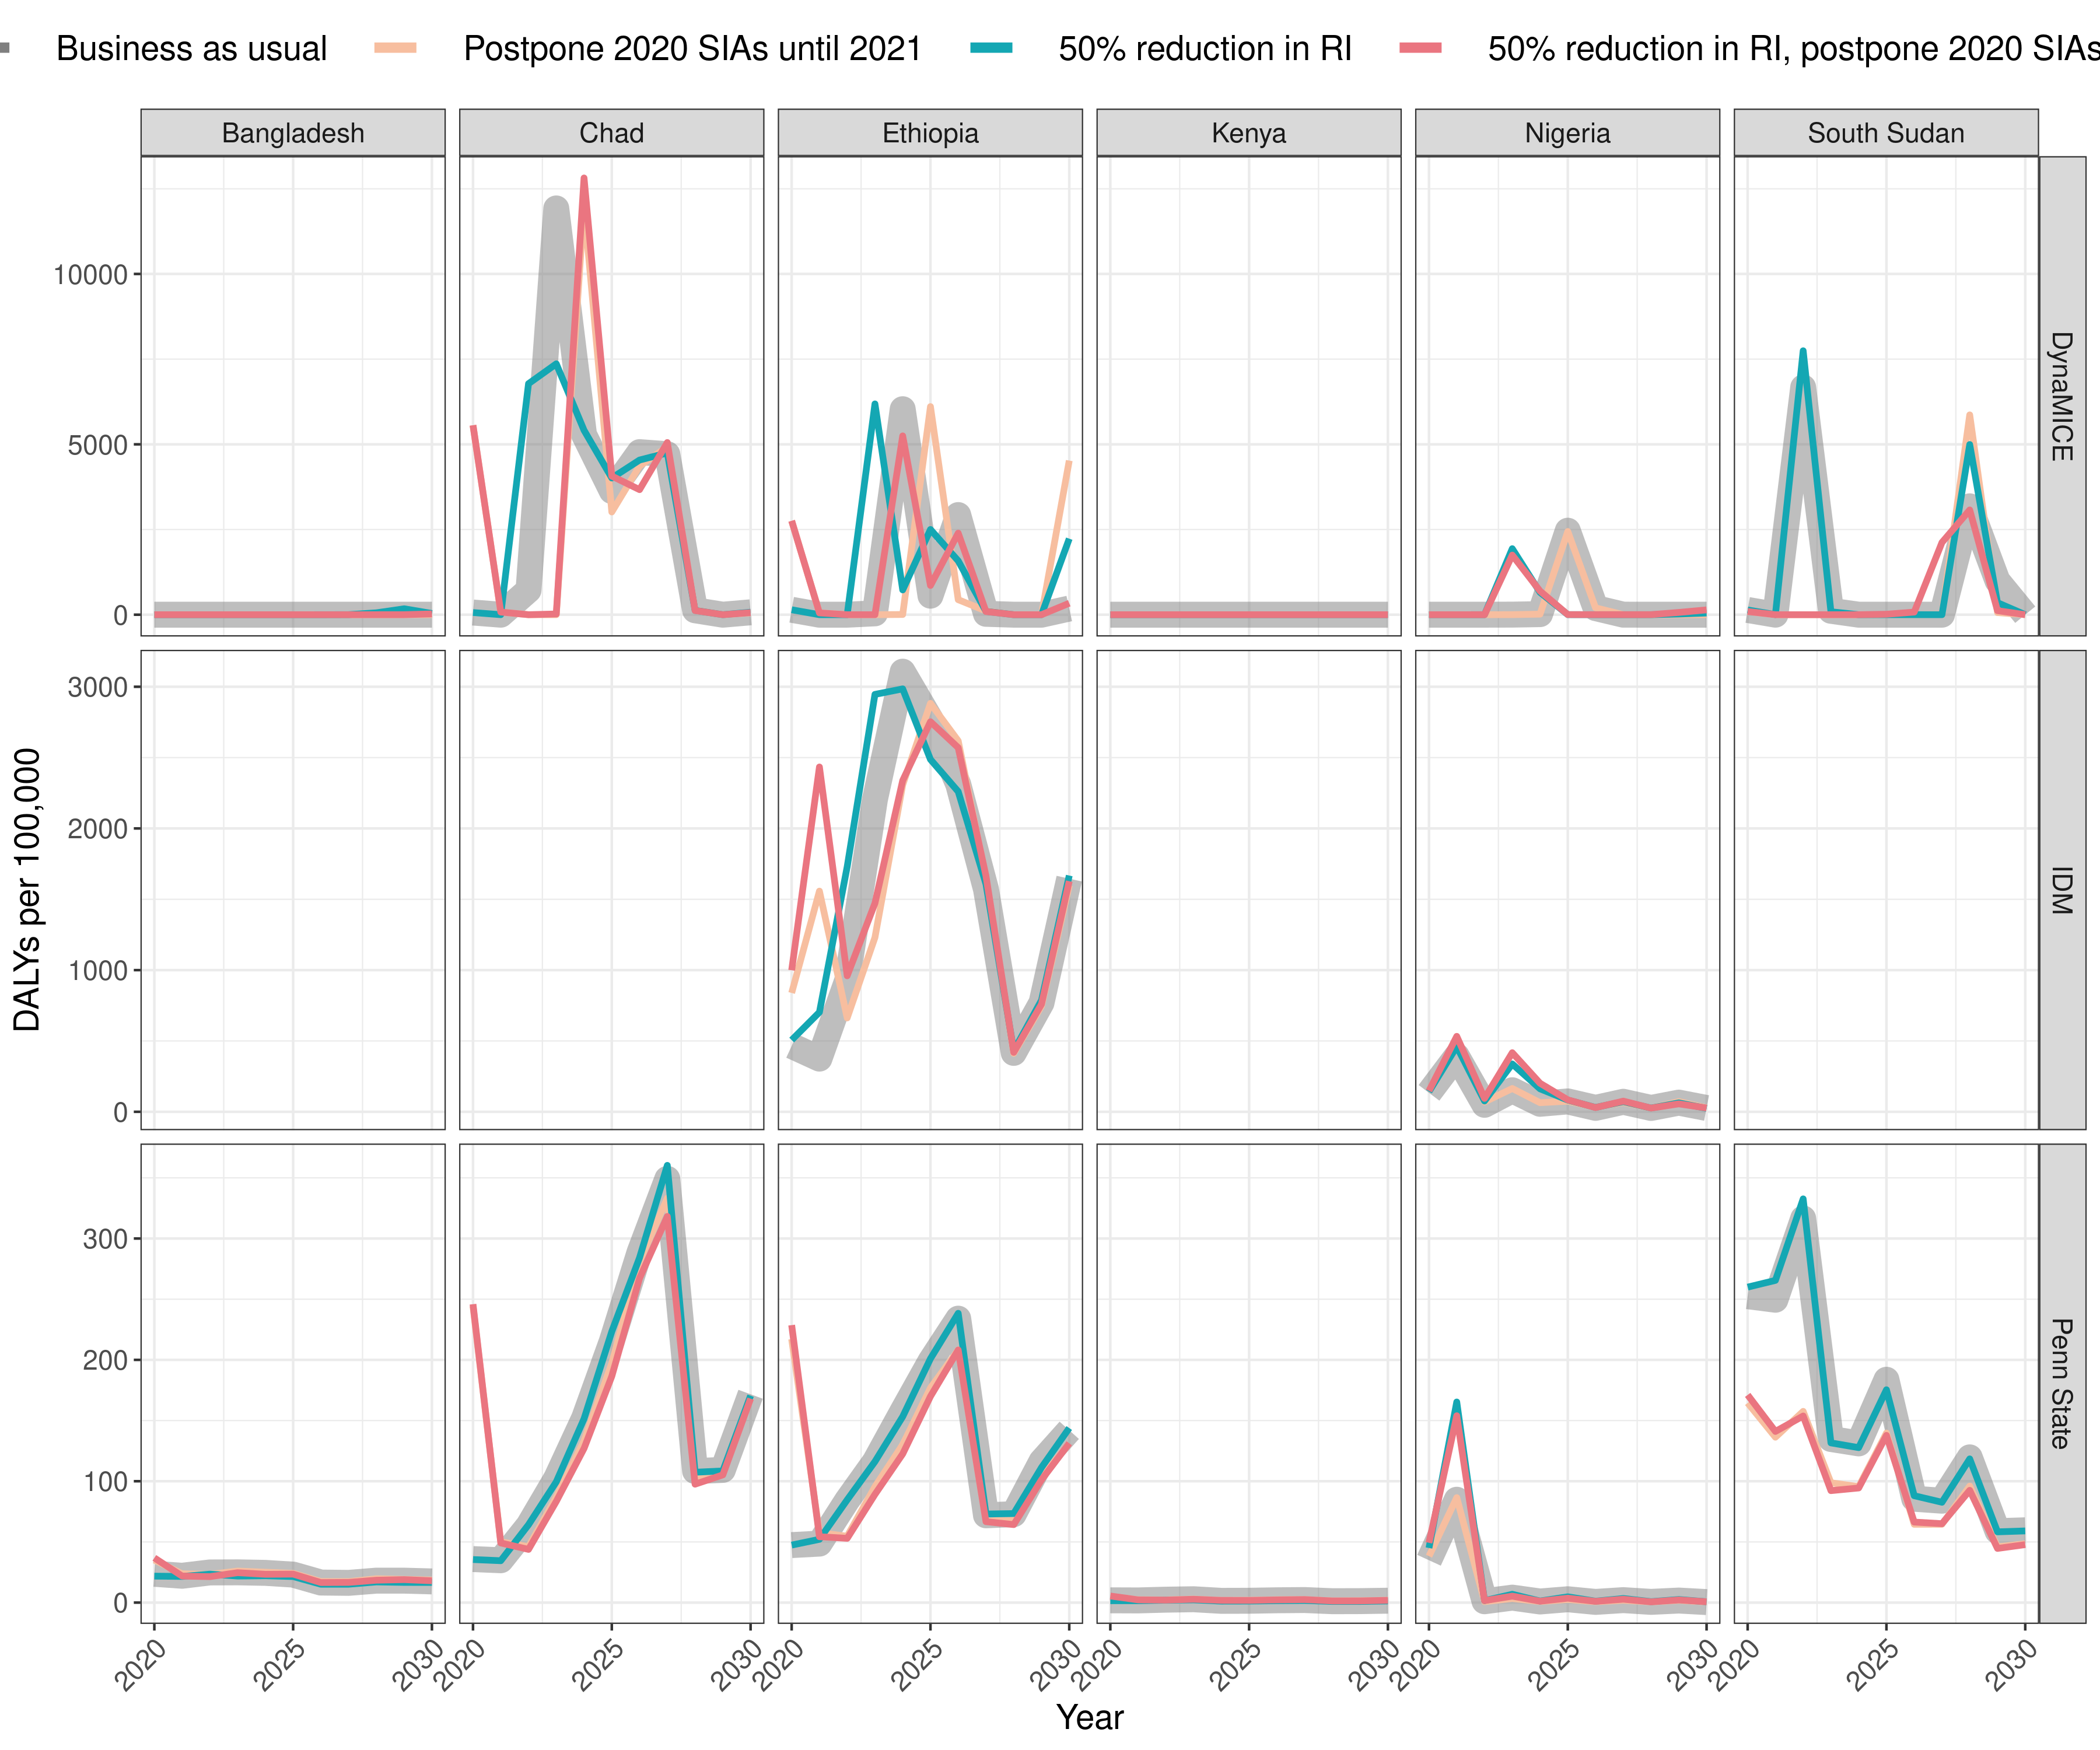 Business as usual Postpone 2020 SIAs until 2021 50% reduction in RI 50% reduction in RI, postpone 2020 SIAs
Bangladesh Chad Ethiopia Kenya Nigeria South Sudan
10000
5000
0
DynaMICE
3000
2000
1000
0
IDM
300
200
100
0
Penn State
DALYs per 100,000
2020 2025 2030 2020 2025 2030 2020 2025 2030 2020 2025 2030 2020 2025 2030 2020 2025 2030
Year